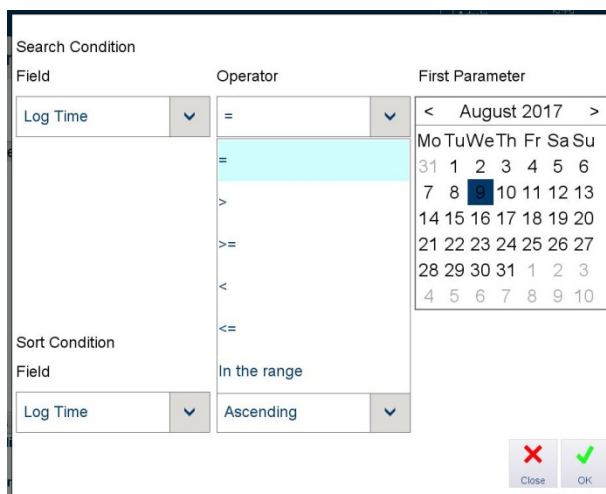 Search Condition
Field
Operator
First Parameter
Log Time
=
< August 2017 >
Mo Tu We Th Fr Sa Su
31 1 2 3 4 5 6
7 8 9 10 11 12 13
14 15 16 17 18 19 20
21 22 23 24 25 26 27
28 29 30 31 1 2 3
4 5 6 7 8 9 10
=
>
>=
<
<=
In the range
Sort Condition
Field
Log Time
Ascending
Close
OK